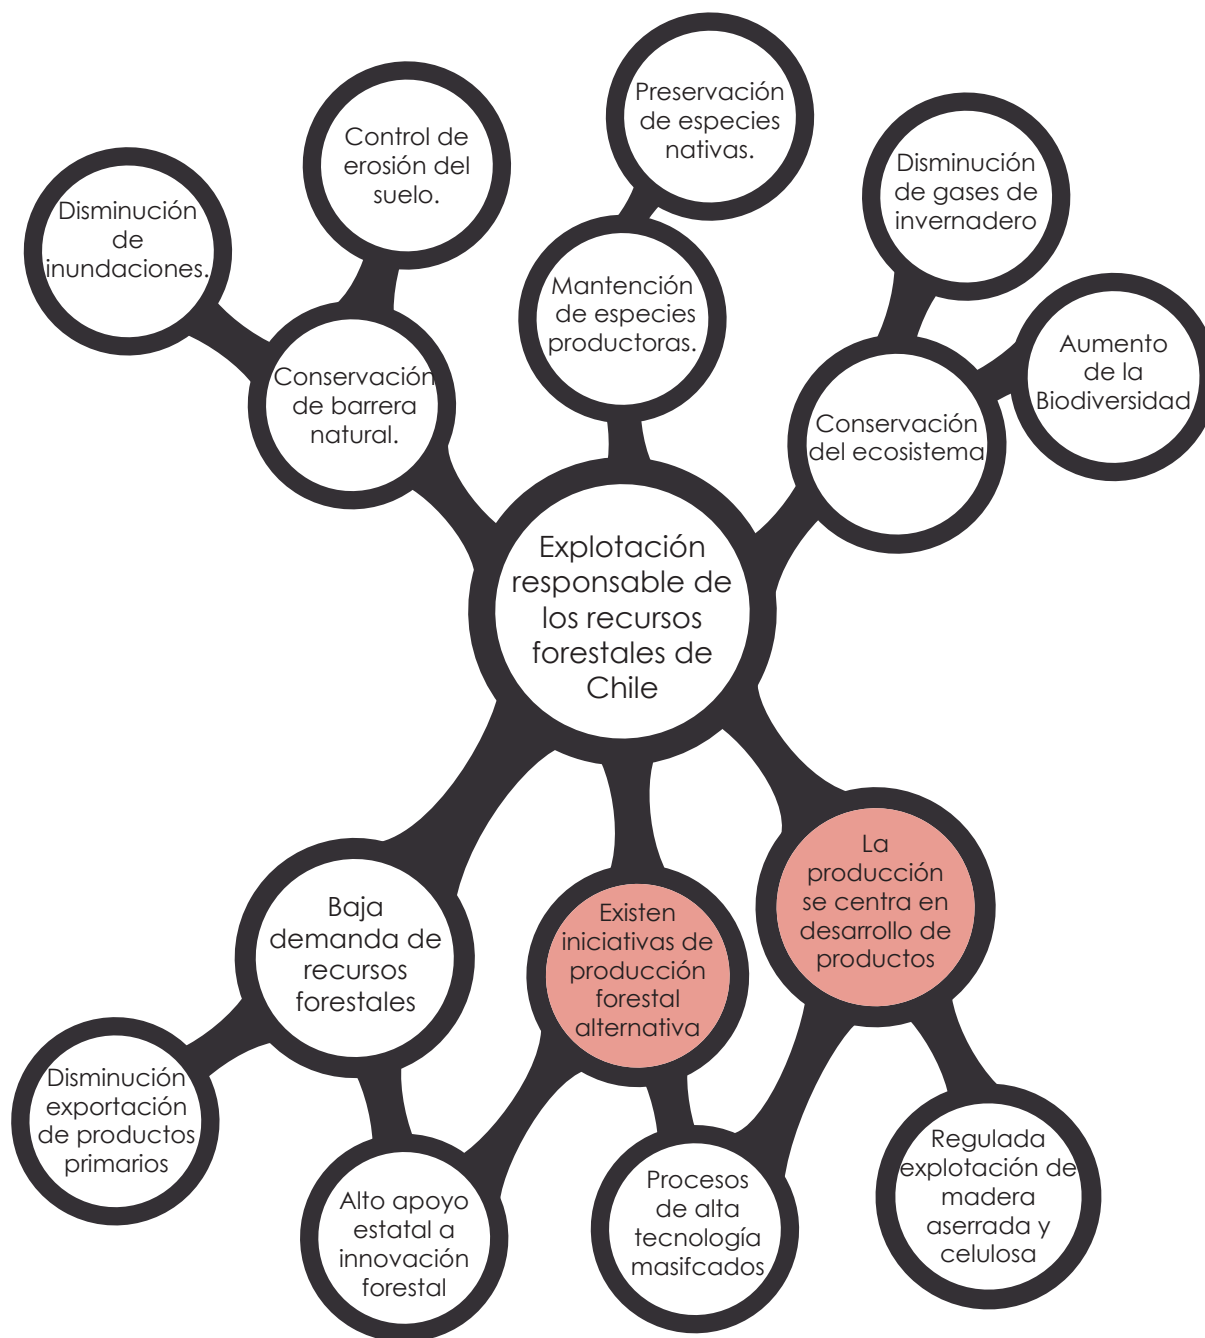 Preservación
de especies
nativas.
Control de
erosión del
suelo.
Disminución
de gases de
invernadero
Disminución
de
inundaciones.
Mantención
de especies
productoras.
Aumento
de la
Biodiversidad
Conservación
de barrera
natural.
Conservación
del ecosistema
Explotación
responsable de
los recursos
forestales de
Chile
La
producción
se centra en
desarrollo de
productos
Baja
demanda de
recursos
forestales
Existen
iniciativas de
producción
forestal
alternativa
Disminución
exportación
de productos
primarios
Alto apoyo
estatal a
innovación
forestal
Procesos
de alta
tecnología
masifcados
Regulada
explotación de
madera
aserrada y
celulosa